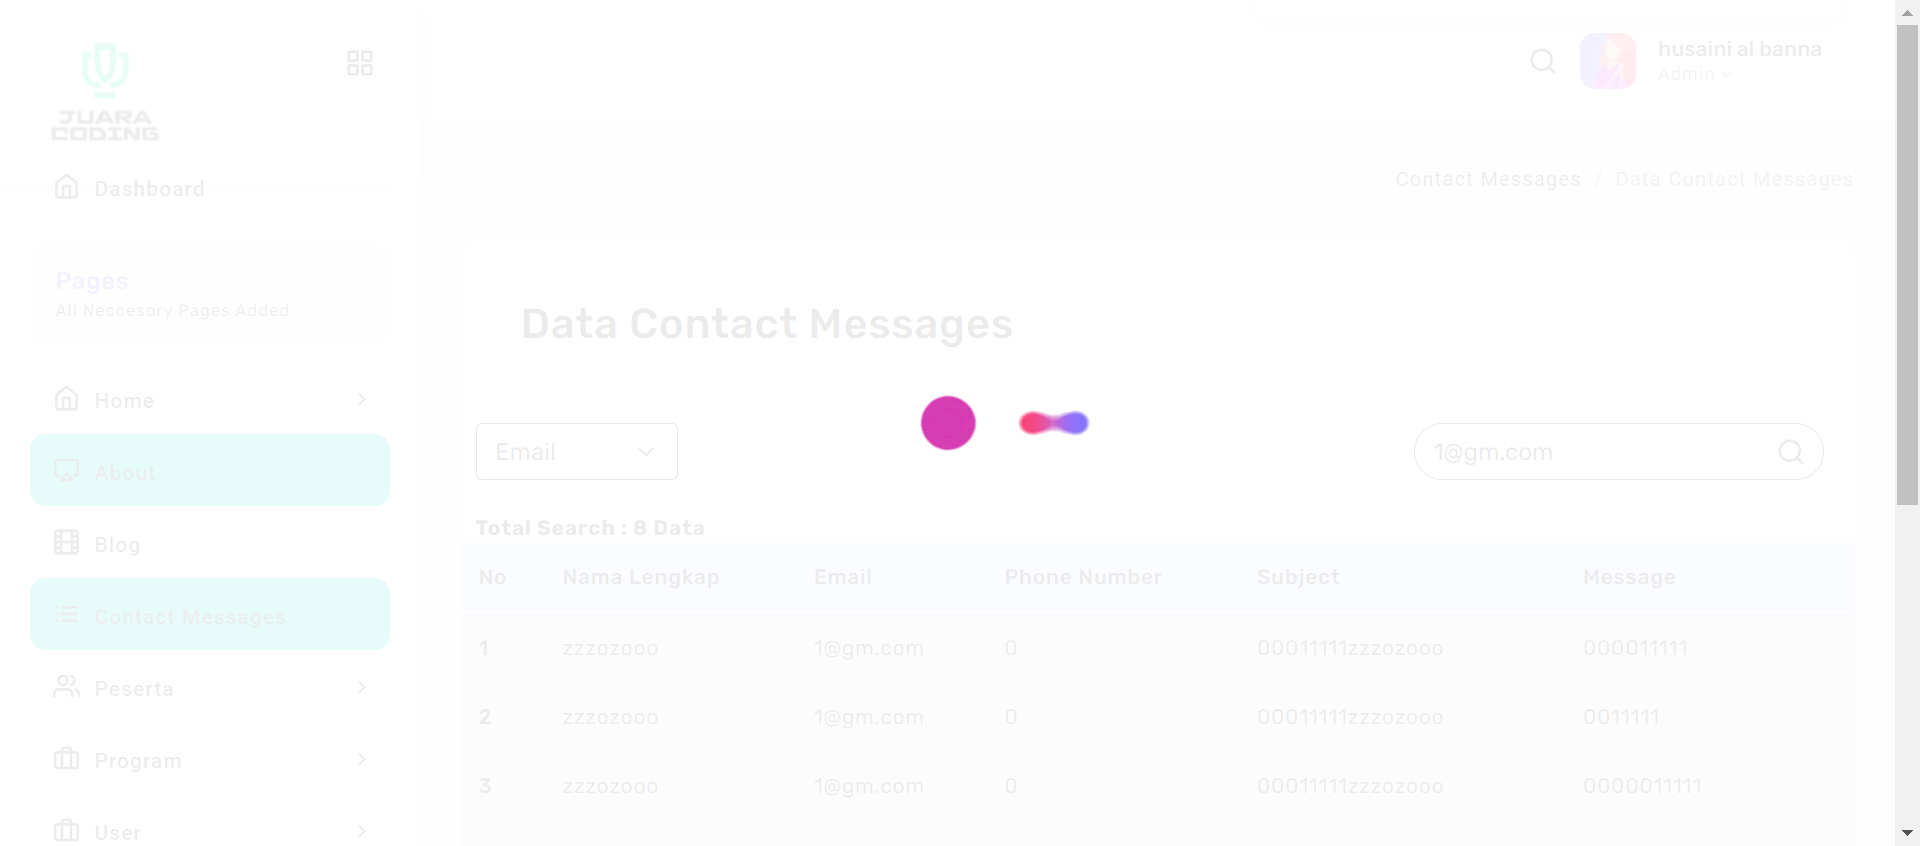 JUARA
CODING
husaini al banna
Admin
Dashboard
Contact Messages / Data Contact Messages
Pages
All Neccesory Pages Added
Data Contact Messages
Home
About
Blog
Contact Messages
Peserta
Program
User
Email
1@gm.com
Total Search : 8 Data
No Nama Lengkap Email Phone Number Subject Message
1 zzzozooo 1@gm.com 0 00011111zzzozooo 000011111
2 zzzozooo 1@gm.com 0 00011111zzzozooo 0011111
3 zzzozooo 1@gm.com 0 00011111zzzozooo 0000011111